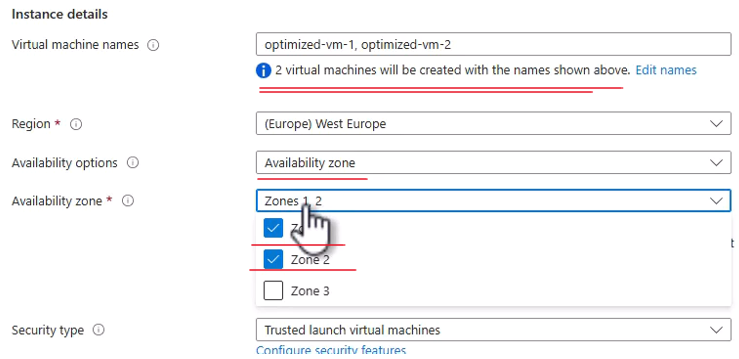 Instance details
Virtual machine names
optimized-vm-1, optimized-vm-2
2 virtual machines will be created with the names shown above. Edit names
Region *
(Europe) West Europe
Availability options
Availability zone
Availability zone *
Zones 1, 2
Zone 2
Zone 3
Security type
Trusted launch virtual machines
Configure security features